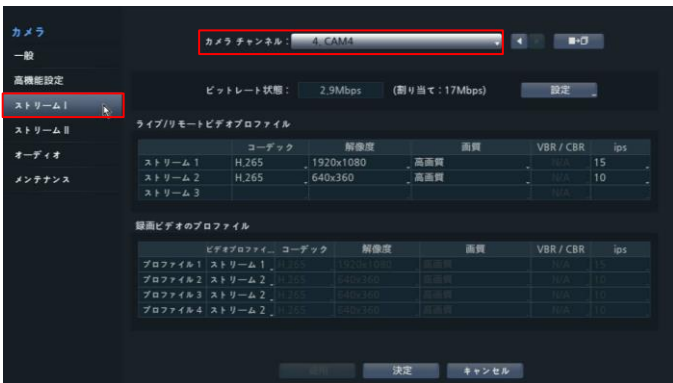 カメラ
一般
高機能設定
ストリーム I
ストリーム II
オーディオ
メンテナンス
カメラ チャンネル： 4. CAM4
ビットレート状態： 2.9Mbps (割り当て：17Mbps) 設定
ライブ/リモートビデオプロファイル
コーデック 解像度 画質 VBR / CBR ips
ストリーム 1 H.265 1920x1080 高画質 N/A 15
ストリーム 2 H.265 640x360 高画質 N/A 10
ストリーム 3
録画ビデオのプロファイル
ビデオプロファイ... コーデック 解像度 画質 VBR / CBR ips
プロファイル 1 ストリーム 1 H.265 1920x1080 高画質 N/A 15
プロファイル 2 ストリーム 2 H.265 640x360 高画質 N/A 10
プロファイル 3 ストリーム 2 H.265 640x360 高画質 N/A 10
プロファイル 4 ストリーム 2 H.265 640x360 高画質 N/A 10
決定 キャンセル